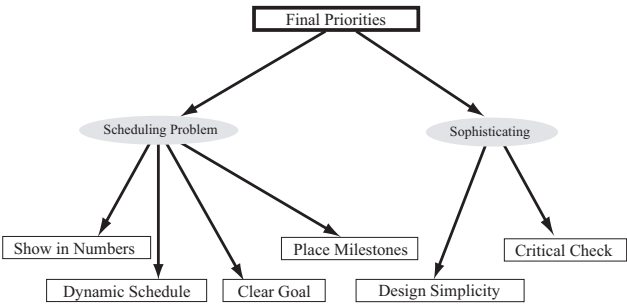 Final Priorities
Scheduling Problem
Sophisticating
Show in Numbers
Place Milestones
Critical Check
Dynamic Schedule
Clear Goal
Design Simplicity